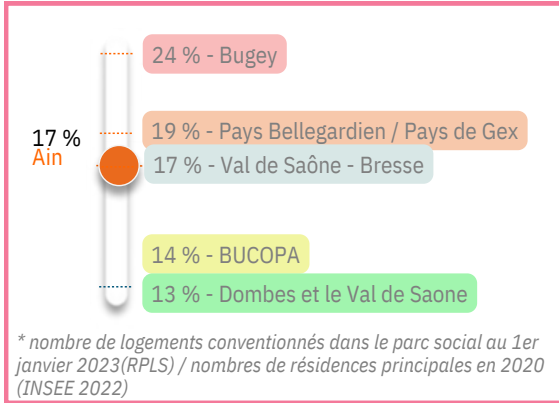 24 % - Bugey
19 % - Pays Bellegardien / Pays de Gex
17 %
Ain
17 % - Val de Saône - Bresse
14 % - BUCOPA
13 % - Dombes et le Val de Saone
* nombre de logements conventionnés dans le parc social au 1er
janvier 2023(RPLS) / nombres de résidences principales en 2020
(INSEE 2022)